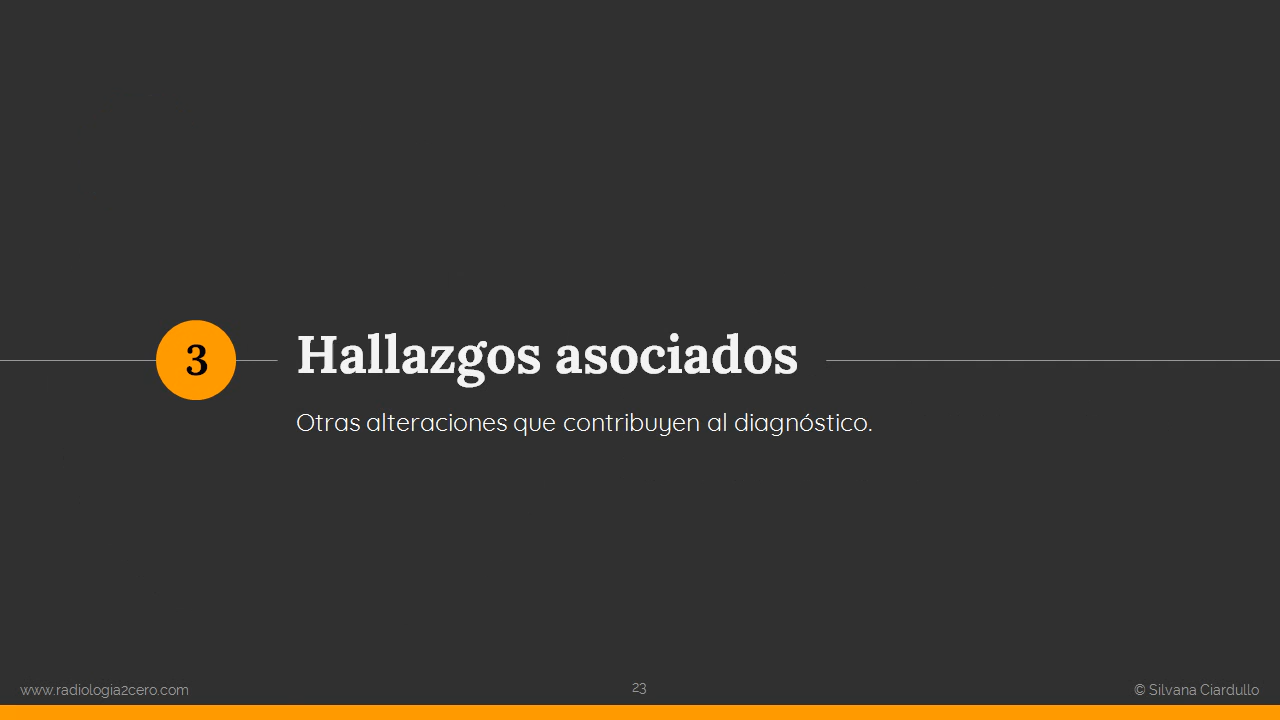 3
Hallazgos asociados
Otras alteraciones que contribuyen al diagnóstico.
www.radiologia2cero.com
23
© Silvana Ciardullo